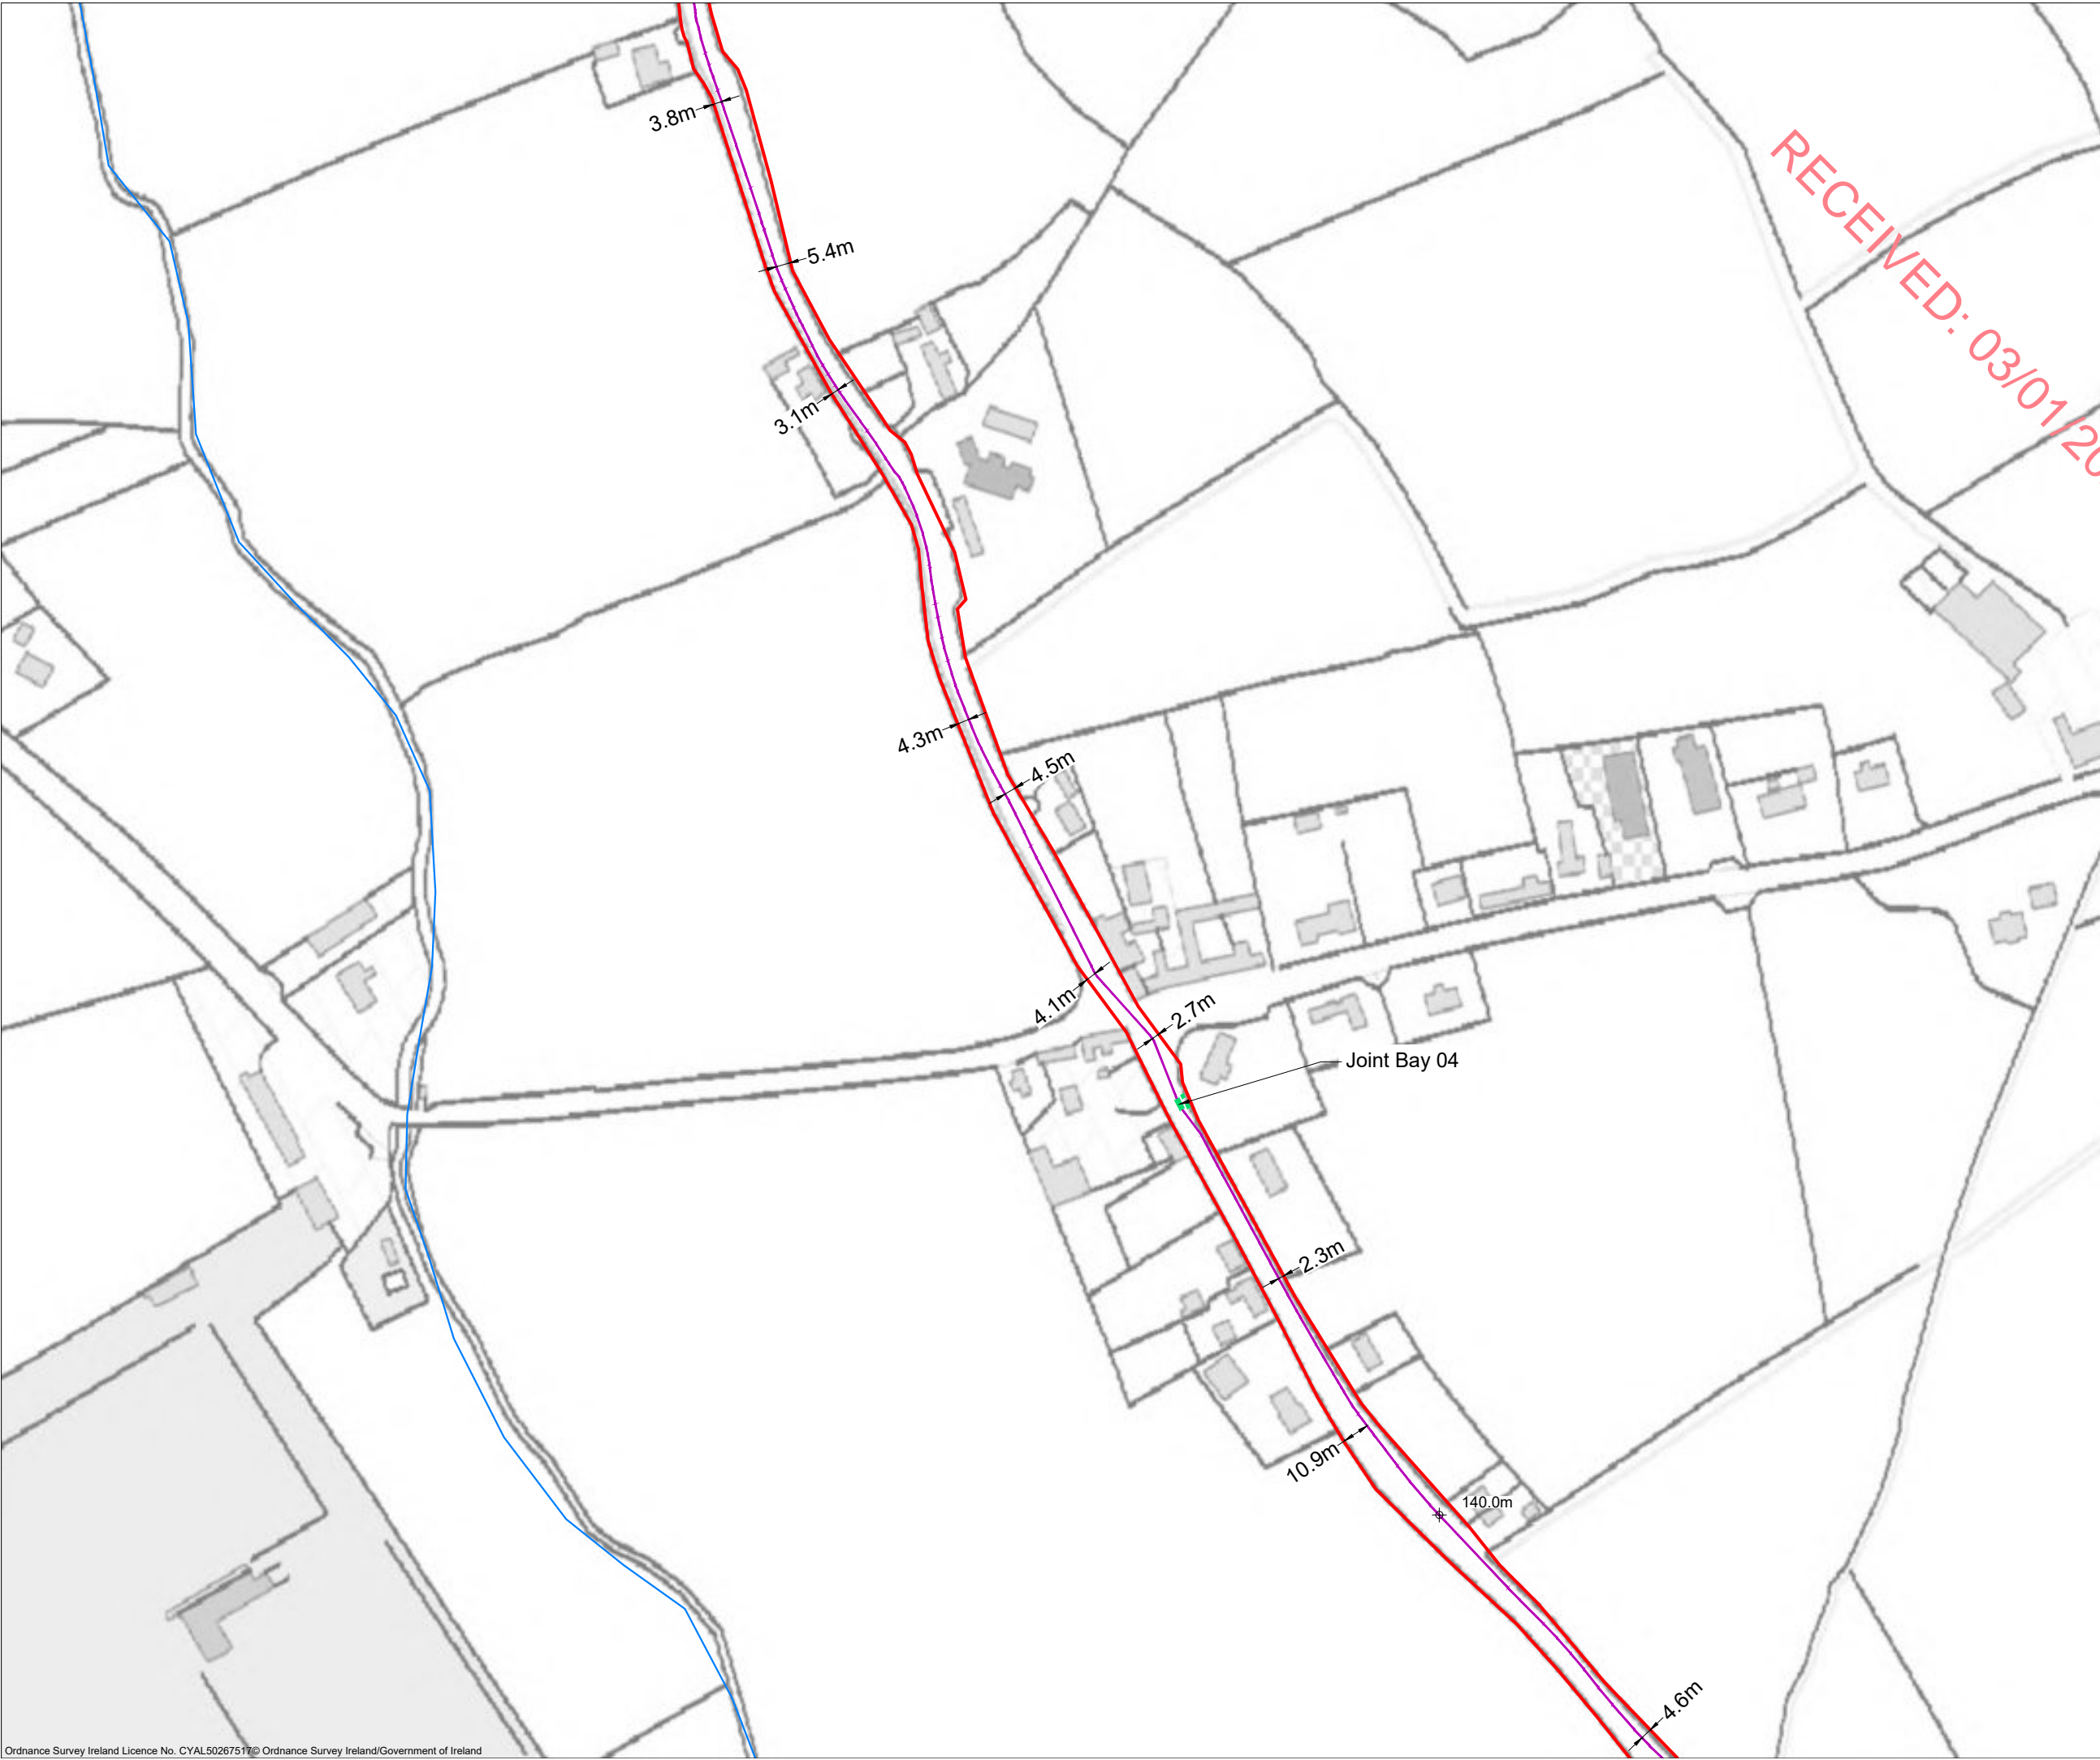 3.8m
RECEIVED: 03/01/20
5.4m
3.1m
4.3m
4.5m
4.1m
2.7m
Joint Bay 04
2.3m
10.9m
140.0m
4.6m
Ordnance Survey Ireland Licence No. CYAL50267517© Ordnance Survey Ireland/Government of Ireland